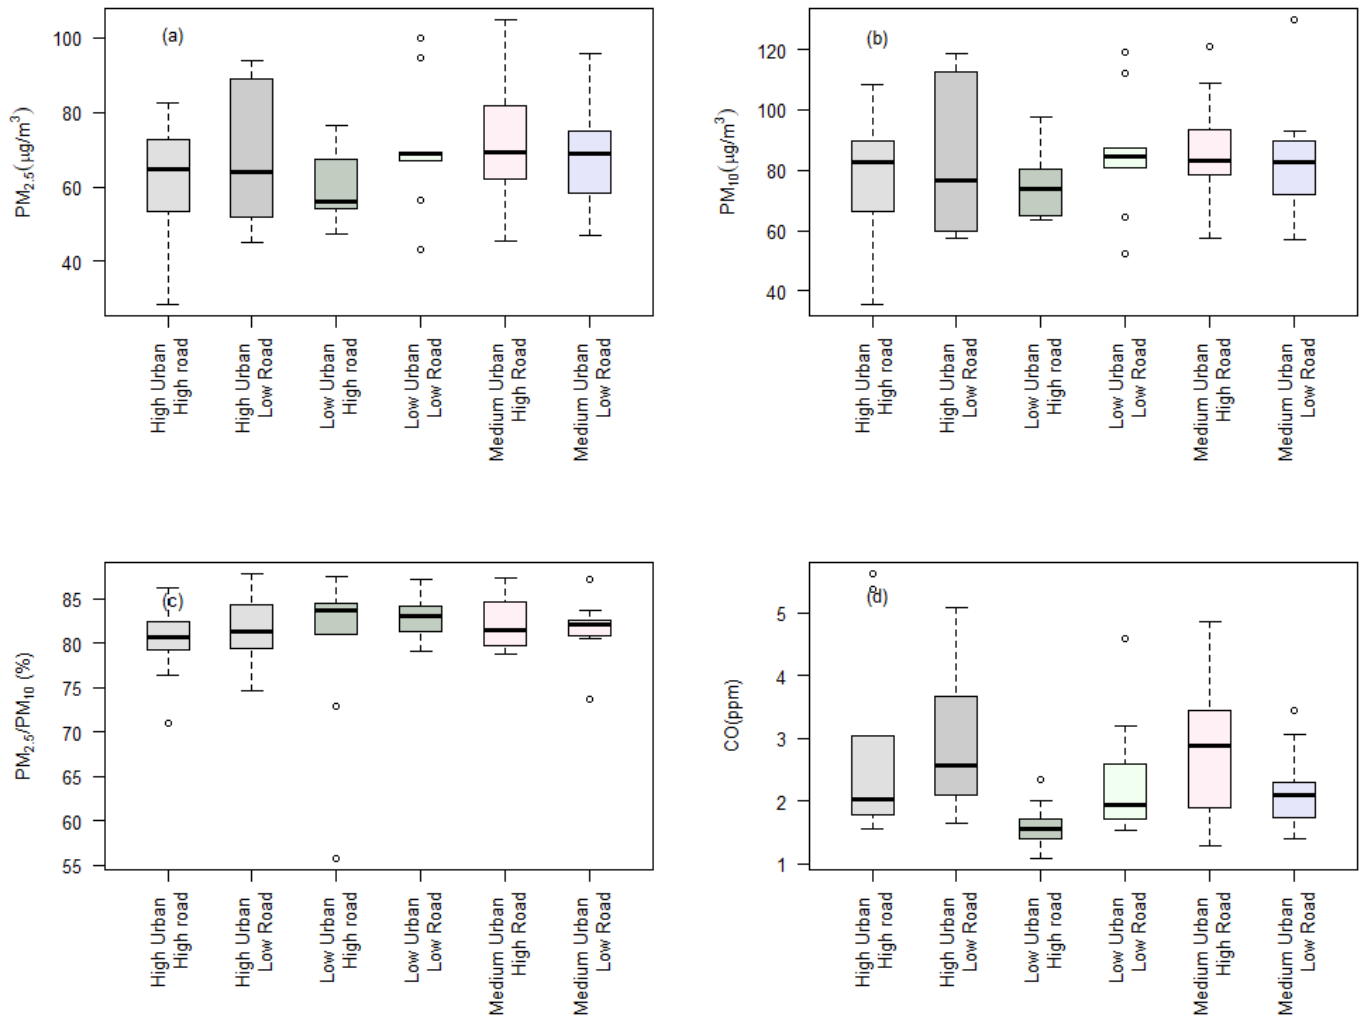 (a)
PM2.5(μg/m3)
100
80
60
40
High Urban
High road
High Urban
Low Road
Low Urban
High road
Low Urban
Low Road
Medium Urban
High Road
Medium Urban
Low Road
(b)
PM10(μg/m3)
120
100
80
60
40
High Urban
High road
High Urban
Low Road
Low Urban
High road
Low Urban
Low Road
Medium Urban
High Road
Medium Urban
Low Road
(c)
PM2.5/PM10 (%)
85
80
75
70
65
60
55
High Urban
High road
High Urban
Low Road
Low Urban
High road
Low Urban
Low Road
Medium Urban
High Road
Medium Urban
Low Road
(d)
CO(ppm)
5
4
3
2
1
High Urban
High road
High Urban
Low Road
Low Urban
High road
Low Urban
Low Road
Medium Urban
High Road
Medium Urban
Low Road